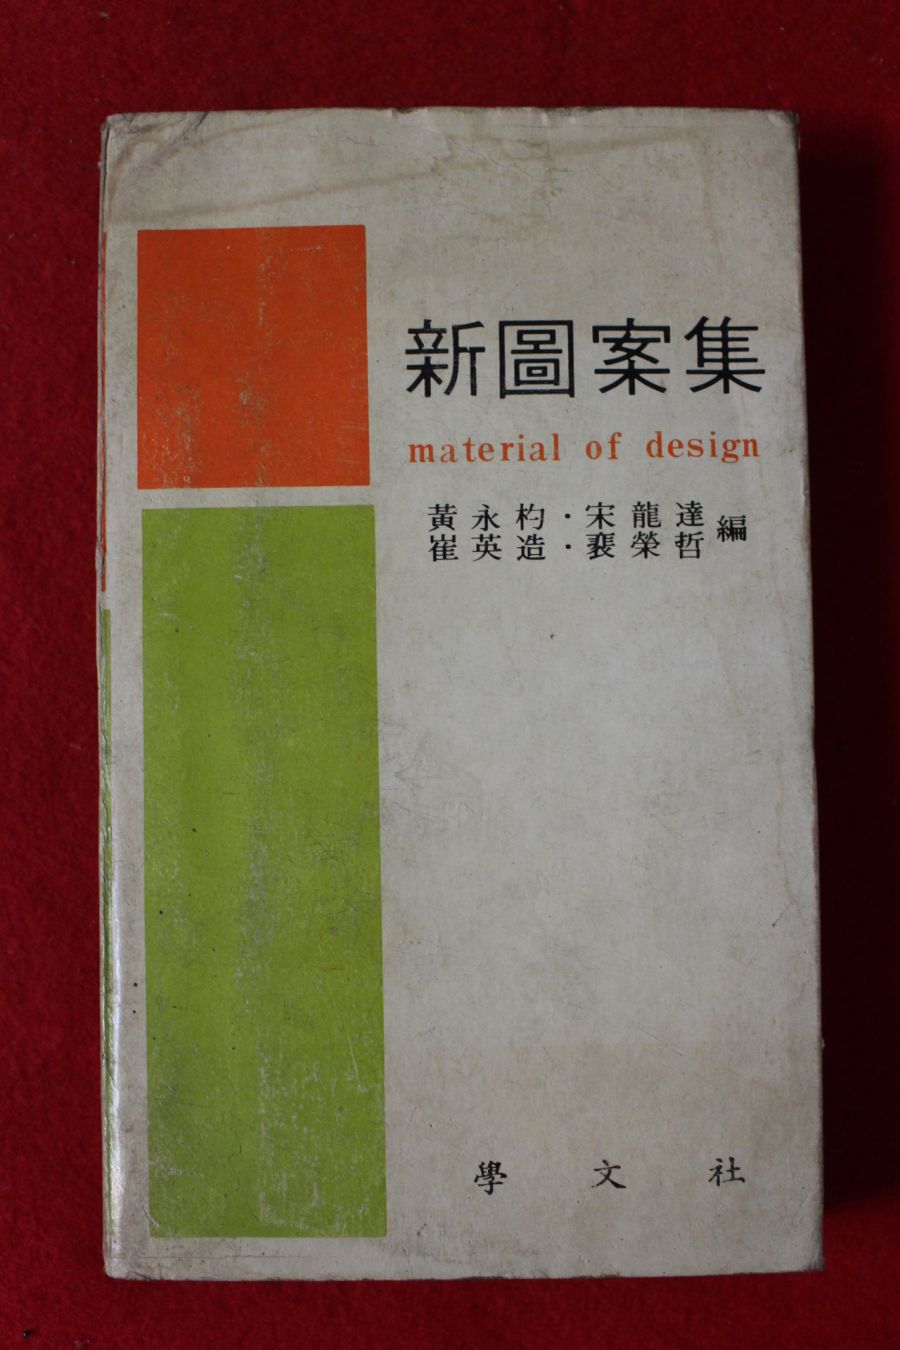 新圖案集
material of design
黃永杓·宋龍達
崔英造·裵榮哲 編
學文社